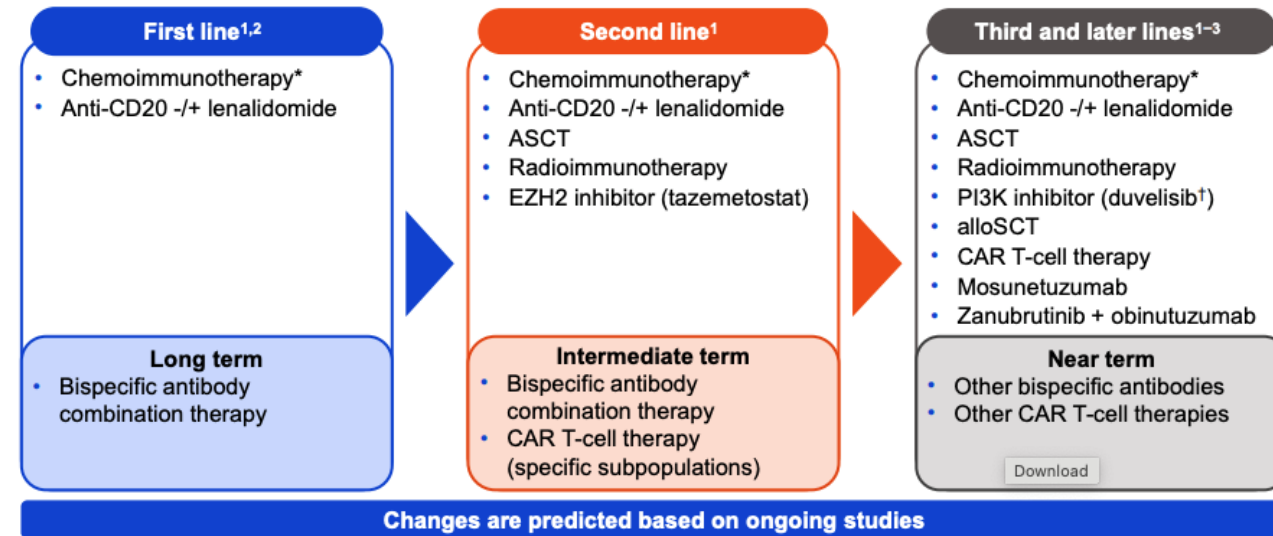 First line¹,²
• Chemoimmunotherapy*
• Anti-CD20 -/+ lenalidomide
Long term
• Bispecific antibody
combination therapy
Second line¹
• Chemoimmunotherapy*
• Anti-CD20 -/+ lenalidomide
• ASCT
• Radioimmunotherapy
• EZH2 inhibitor (tazemetostat)
Intermediate term
• Bispecific antibody
combination therapy
• CAR T-cell therapy
(specific subpopulations)
Third and later lines¹⁻³
• Chemoimmunotherapy*
• Anti-CD20 -/+ lenalidomide
• ASCT
• Radioimmunotherapy
• PI3K inhibitor (duvelisib†)
• alloSCT
• CAR T-cell therapy
• Mosunetuzumab
• Zanubrutinib + obinutuzumab
Near term
• Other bispecific antibodies
• Other CAR T-cell therapies
Download
Changes are predicted based on ongoing studies